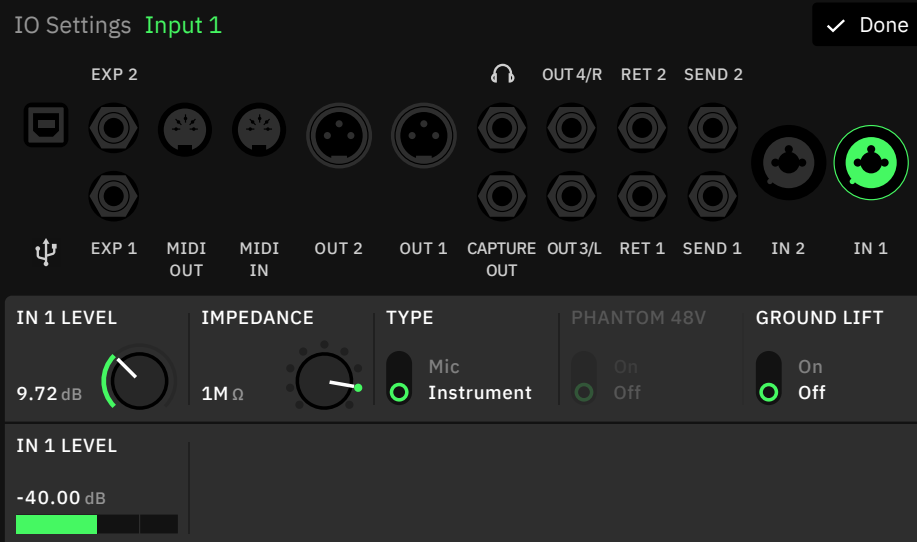 IO Settings Input 1
Done
EXP 2
OUT 4/R
RET 2
SEND 2
EXP 1
MIDI
OUT
MIDI
IN
OUT 2
OUT 1
CAPTURE
OUT
OUT 3/L
RET 1
SEND 1
IN 2
IN 1
IN 1 LEVEL
9.72 dB
IMPEDANCE
1M Ω
TYPE
Mic
Instrument
PHANTOM 48V
On
Off
GROUND LIFT
On
Off
IN 1 LEVEL
-40.00 dB